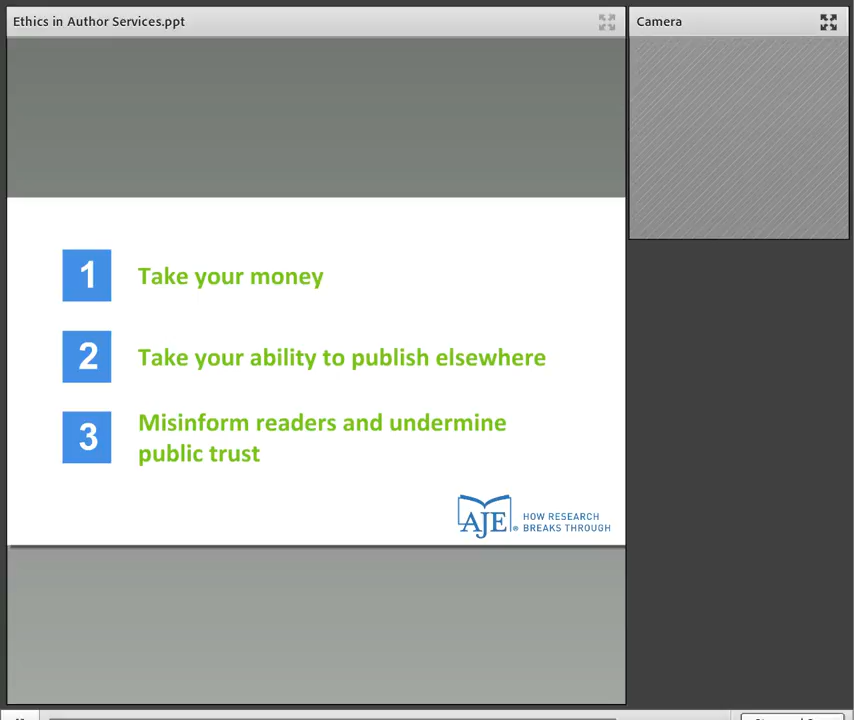 Ethics in Author Services.ppt
Camera
1 Take your money
2 Take your ability to publish elsewhere
3 Misinform readers and undermine
public trust
AJE® HOW RESEARCH
BREAKS THROUGH